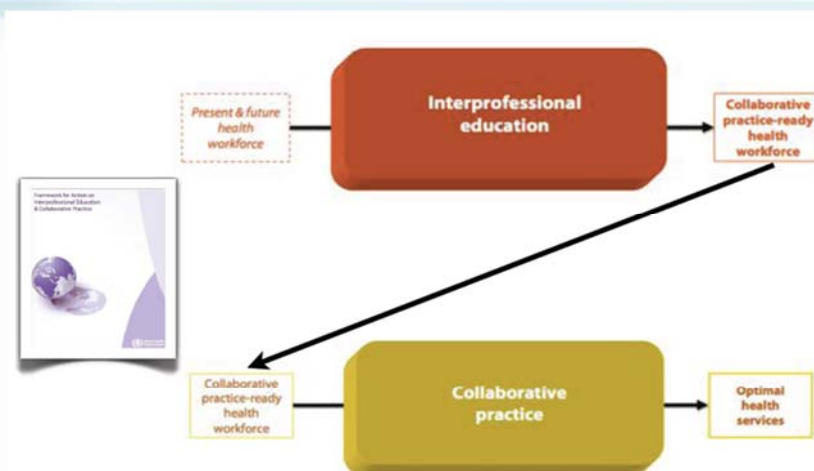 Interprofessional
education
Present & future
health
workforce
Collaborative
practice-ready
health
workforce
Framework for Action on
Interprofessional Education
& Collaborative Practice
Collaborative
practice-ready
health
workforce
Collaborative
practice
Optimal
health
services